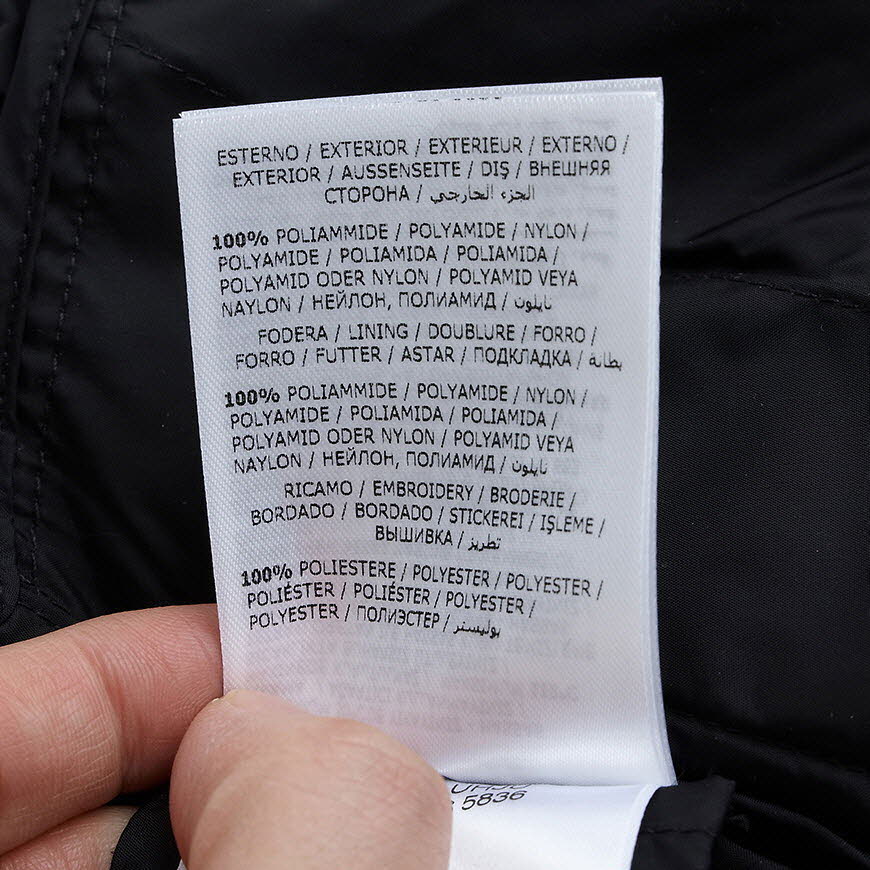 ESTERNO / EXTERIOR / EXTERIEUR / EXTERNO /
EXTERIOR / AUSSENSEITE / DIŞ / ВНЕШНЯЯ
СТОРОНА / الجزء الخارجي
100% POLIAMMIDE / POLYAMIDE / NYLON /
POLYAMIDE / POLIAMIDA / POLIAMIDA /
POLYAMID ODER NYLON / POLYAMID VEYA
NAYLON / НЕЙЛОН, ПОЛИАМИД / نايلون
FODERA / LINING / DOUBLURE / FORRO /
FORRO / FUTTER / ASTAR / ПОДКЛАДКА / بطانة
100% POLIAMMIDE / POLYAMIDE / NYLON /
POLYAMIDE / POLIAMIDA / POLIAMIDA /
POLYAMID ODER NYLON / POLYAMID VEYA
NAYLON / НЕЙЛОН, ПОЛИАМИД / نايلون
RICAMO / EMBROIDERY / BRODERIE /
BORDADO / BORDADO / STICKEREI / IŞLEME /
ВЫШИВКА / تطريز
100% POLIESTERE / POLYESTER / POLYESTER /
POLIÉSTER / POLIÉSTER / POLYESTER /
POLYESTER / ПОЛИЭСТЕР / بوليستر
5836